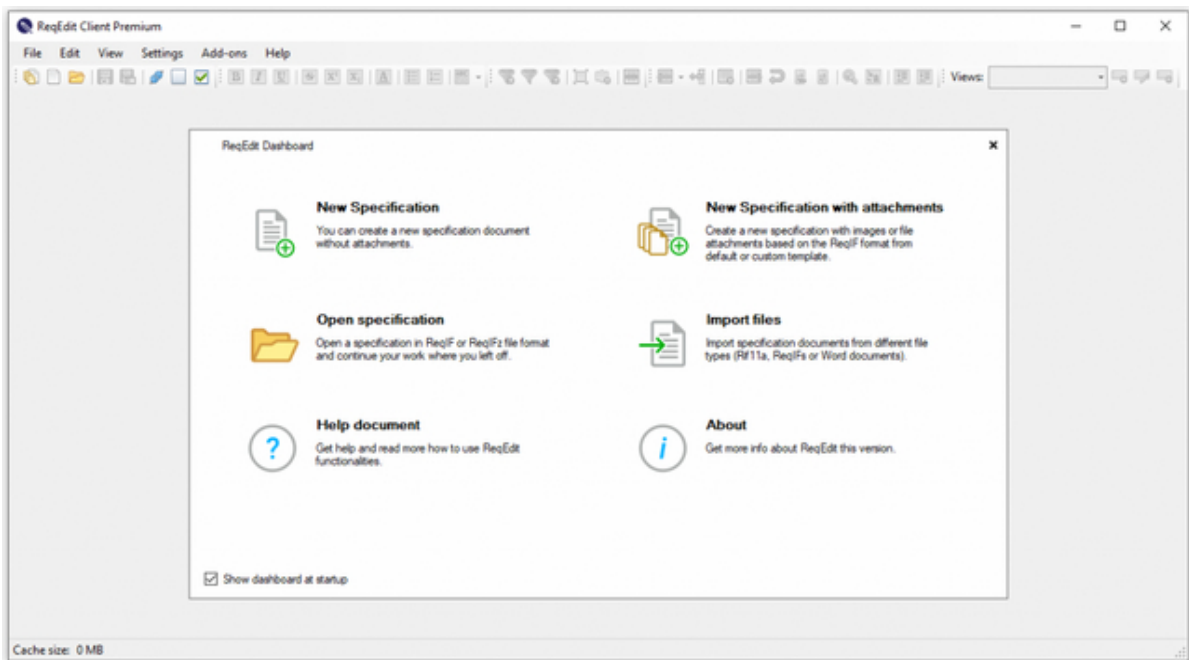 ReqEdit Client Premium
File Edit View Settings Add-ons Help
Views:
ReqEdit Dashboard
New Specification
You can create a new specification document
without attachments.
New Specification with attachments
Create a new specification with images or file
attachments based on the ReqIF format from
default or custom template.
Open specification
Open a specification in ReqIF or ReqIFz file format
and continue your work where you left off.
Import files
Import specification documents from different file
types (Rif11a, ReqIFs or Word documents).
Help document
Get help and read more how to use ReqEdit
functionalities.
About
Get more info about ReqEdit this version.
Show dashboard at startup
Cache size: 0 MB